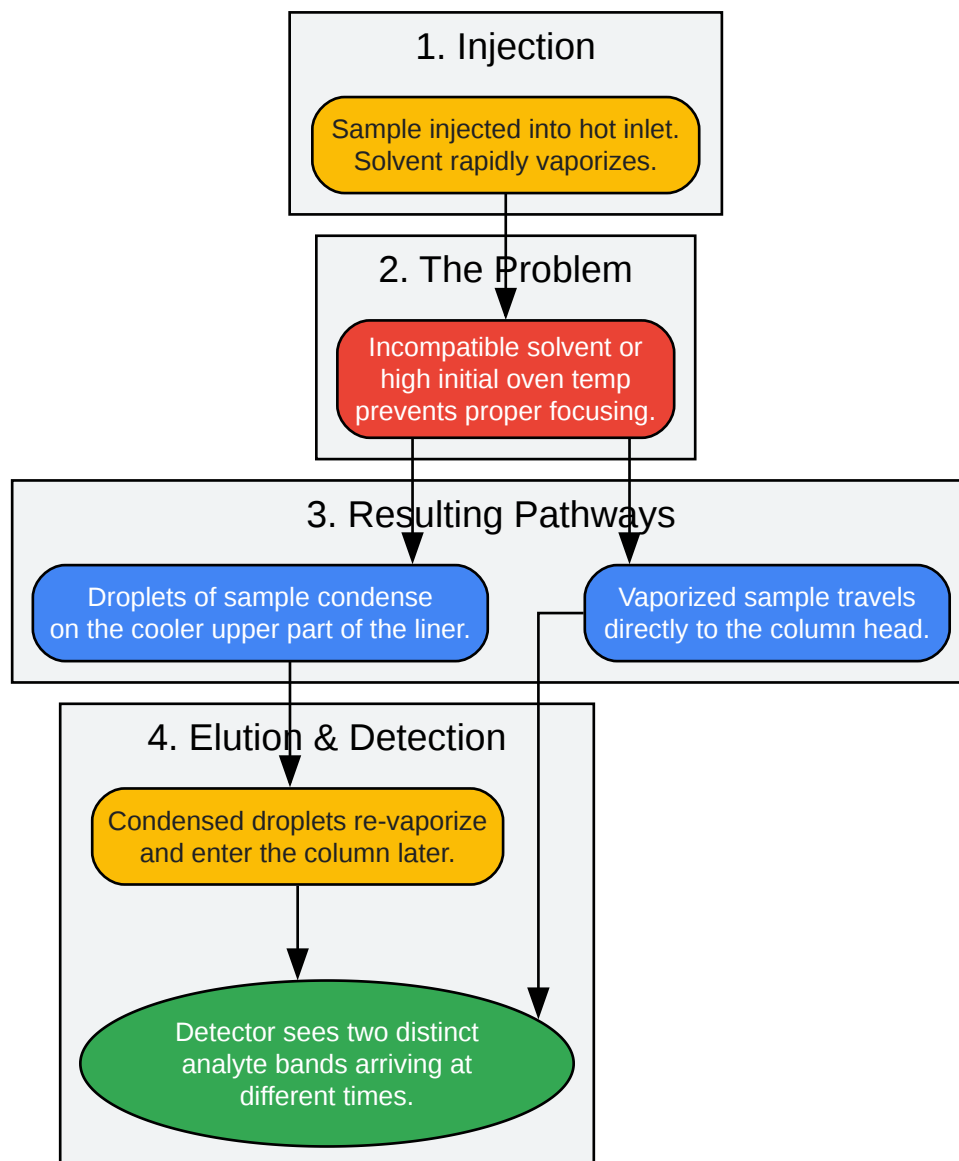 1. Injection
Sample injected into hot inlet.
Solvent rapidly vaporizes.
2. The Problem
Incompatible solvent or
high initial oven temp
prevents proper focusing.
3. Resulting Pathways
Droplets of sample condense
on the cooler upper part of the liner.
Vaporized sample travels
directly to the column head.
4. Elution & Detection
Condensed droplets re-vaporize
and enter the column later.
Detector sees two distinct
analyte bands arriving at
different times.